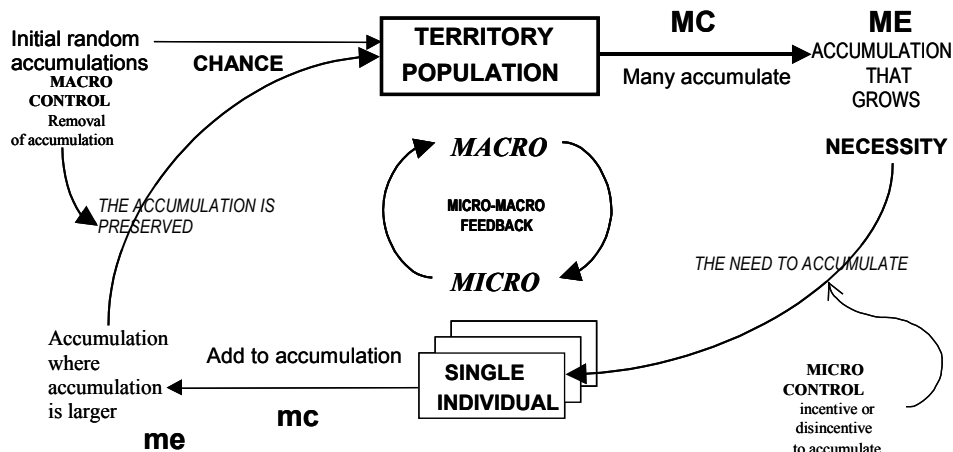 Initial random
accumulations
MACRO
CONTROL
Removal
of accumulation
CHANCE
TERRITORY
POPULATION
MC
Many accumulate
ME
ACCUMULATION
THAT
GROWS
NECESSITY
THE ACCUMULATION IS
PRESERVED
MACRO
MICRO-MACRO
FEEDBACK
MICRO
THE NEED TO ACCUMULATE
Accumulation
where
accumulation
is larger
me
Add to accumulation
mc
SINGLE
INDIVIDUAL
MICRO
CONTROL
incentive or
disincentive
to accumulate